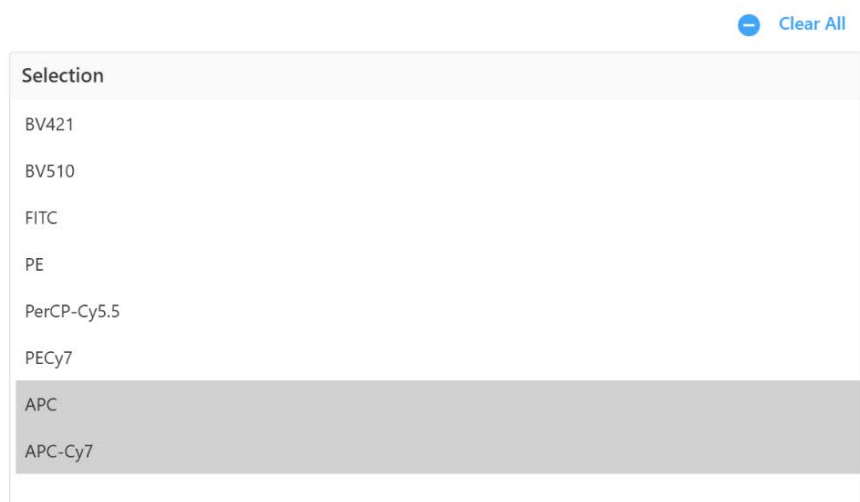 Clear All
Selection
BV421
BV510
FITC
PE
PerCP-Cy5.5
PECy7
APC
APC-Cy7